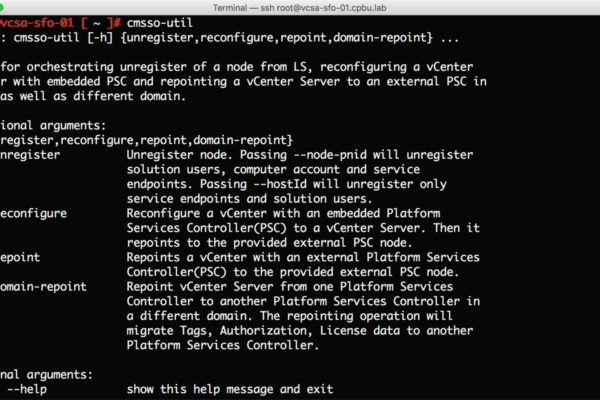 Terminal — ssh root@vcsa-sfo-01.cpbu.lab
vcsa-sfo-01 [ ~ ]# cmsso-util
: cmsso-util [-h] {unregister,reconfigure,repoint,domain-repoint} ...
for orchestrating unregister of a node from LS, reconfiguring a vCenter
r with embedded PSC and repointing a vCenter Server to an external PSC in
as well as different domain.
ional arguments:
register,reconfigure,repoint,domain-repoint}
nregister Unregister node. Passing --node-pnid will unregister
solution users, computer account and service
endpoints. Passing --hostId will unregister only
service endpoints and solution users.
econfigure Reconfigure a vCenter with an embedded Platform
Services Controller(PSC) to a vCenter Server. Then it
repoints to the provided external PSC node.
epoint Repoints a vCenter with an external Platform Services
Controller(PSC) to the provided external PSC node.
omain-repoint Repoint vCenter Server from one Platform Services
Controller to another Platform Services Controller in
a different domain. The repointing operation will
migrate Tags, Authorization, License data to another
Platform Services Controller.
nal arguments:
--help show this help message and exit